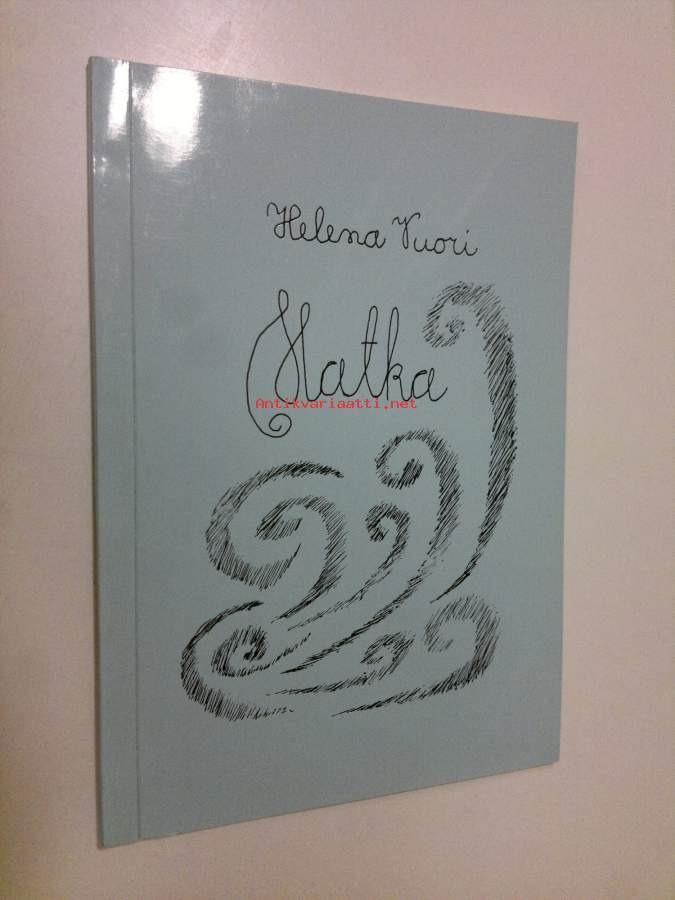 Helena Vuori
Matka
Antikvariaatti.net